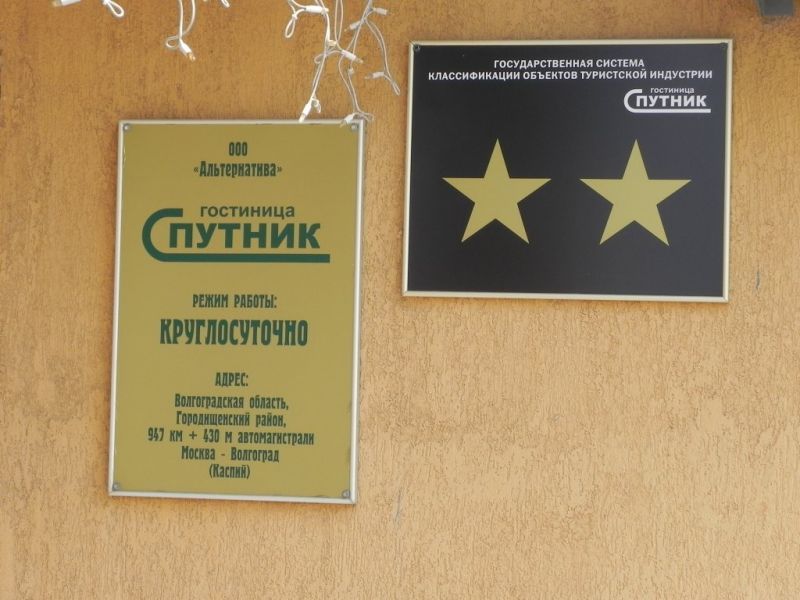 ООО
«Альтернатива»
гостиница
Спутник
РЕЖИМ РАБОТЫ:
КРУГЛОСУТОЧНО
АДРЕС:
Волгоградская область,
Городищенский район,
947 км + 430 м автомагистрали
Москва - Волгоград
(Каспий)
ГОСУДАРСТВЕННАЯ СИСТЕМА
КЛАССИФИКАЦИИ ОБЪЕКТОВ ТУРИСТСКОЙ ИНДУСТРИИ
гостиница
Спутник